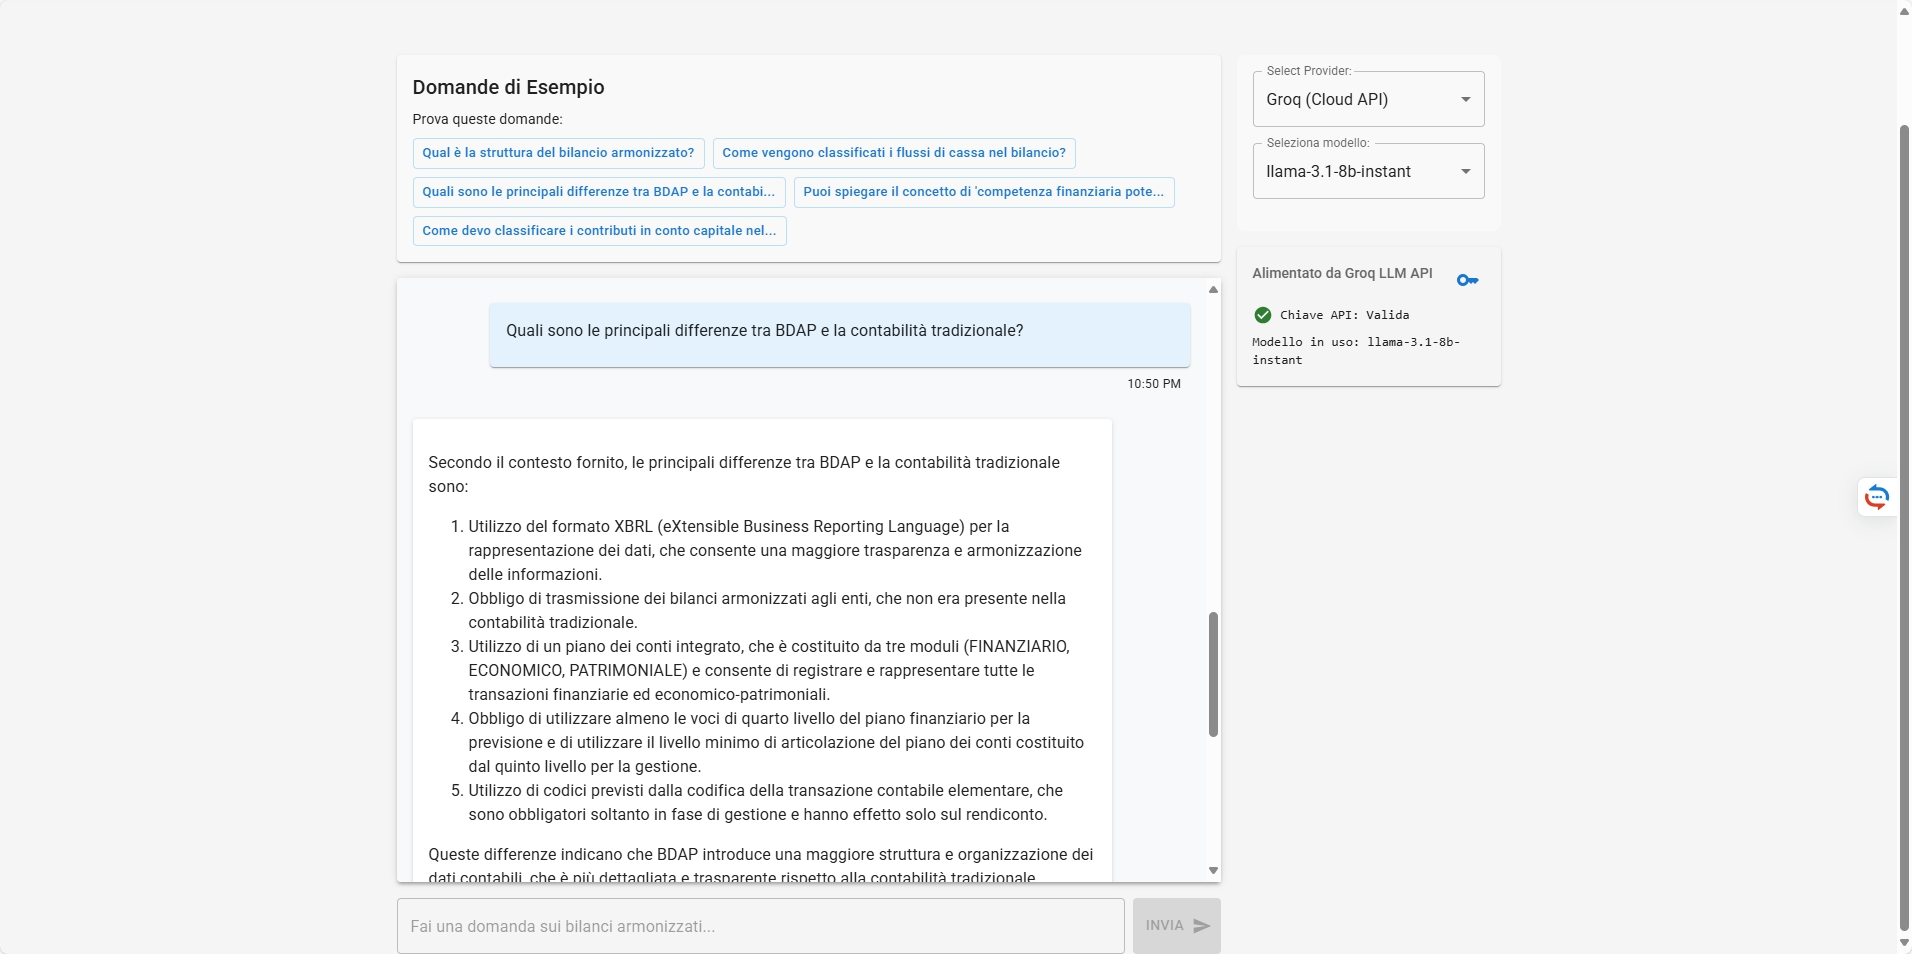 Domande di Esempio
Prova queste domande:
Qual è la struttura del bilancio armonizzato?
Come vengono classificati i flussi di cassa nel bilancio?
Quali sono le principali differenze tra BDAP e la contabi...
Puoi spiegare il concetto di 'competenza finanziaria pote...
Come devo classificare i contributi in conto capitale nel...
Quali sono le principali differenze tra BDAP e la contabilità tradizionale?
10:50 PM
Secondo il contesto fornito, le principali differenze tra BDAP e la contabilità tradizionale
sono:
1. Utilizzo del formato XBRL (eXtensible Business Reporting Language) per la
rappresentazione dei dati, che consente una maggiore trasparenza e armonizzazione
delle informazioni.
2. Obbligo di trasmissione dei bilanci armonizzati agli enti, che non era presente nella
contabilità tradizionale.
3. Utilizzo di un piano dei conti integrato, che è costituito da tre moduli (FINANZIARIO,
ECONOMICO, PATRIMONIALE) e consente di registrare e rappresentare tutte le
transazioni finanziarie ed economico-patrimoniali.
4. Obbligo di utilizzare almeno le voci di quarto livello del piano finanziario per la
previsione e di utilizzare il livello minimo di articolazione del piano dei conti costituito
dal quinto livello per la gestione.
5. Utilizzo di codici previsti dalla codifica della transazione contabile elementare, che
sono obbligatori soltanto in fase di gestione e hanno effetto solo sul rendiconto.
Queste differenze indicano che BDAP introduce una maggiore struttura e organizzazione dei
dati contabili, che è più dettagliata e trasparente rispetto alla contabilità tradizionale
Fai una domanda sui bilanci armonizzati...
INVIA
Select Provider:
Groq (Cloud API)
Seleziona modello:
llama-3.1-8b-instant
Alimentato da Groq LLM API
Chiave API: Valida
Modello in uso: llama-3.1-8b-
instant